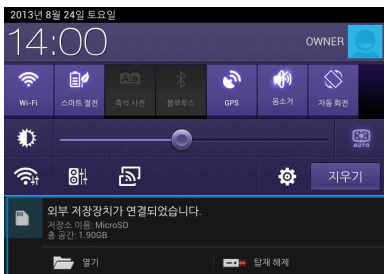 2013년 8월 24일 토요일
14:00
OWNER
Wi-Fi
스마트 절전
즉석 사전
블루투스
GPS
음소거
자동 회전
AUTO
지우기
외부 저장장치가 연결되었습니다.
저장소 이름: MicroSD
총 공간: 1.90GB
열기
탑재 해제